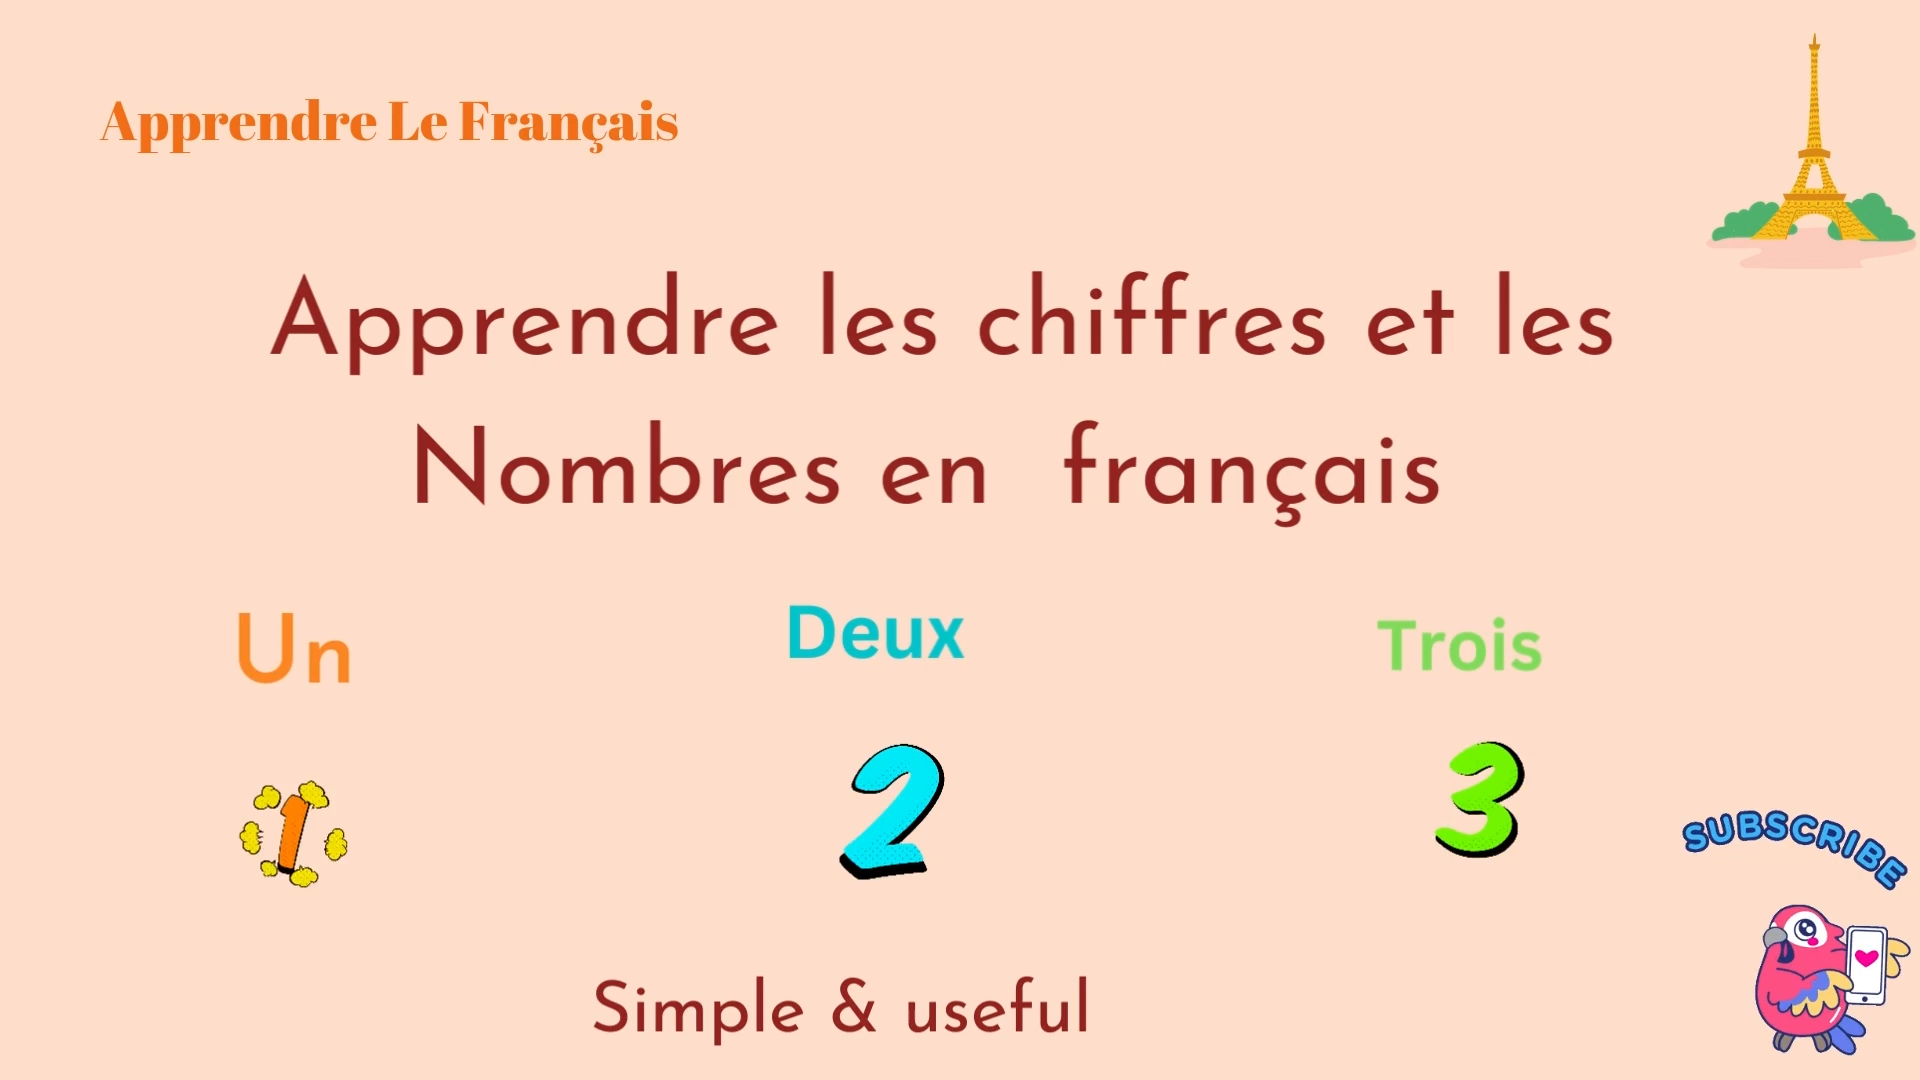 Apprendre Le Français
Apprendre les chiffres et les
Nombres en français
Un
Deux
Trois
1
2
3
SUBSCRIBE
Simple & useful